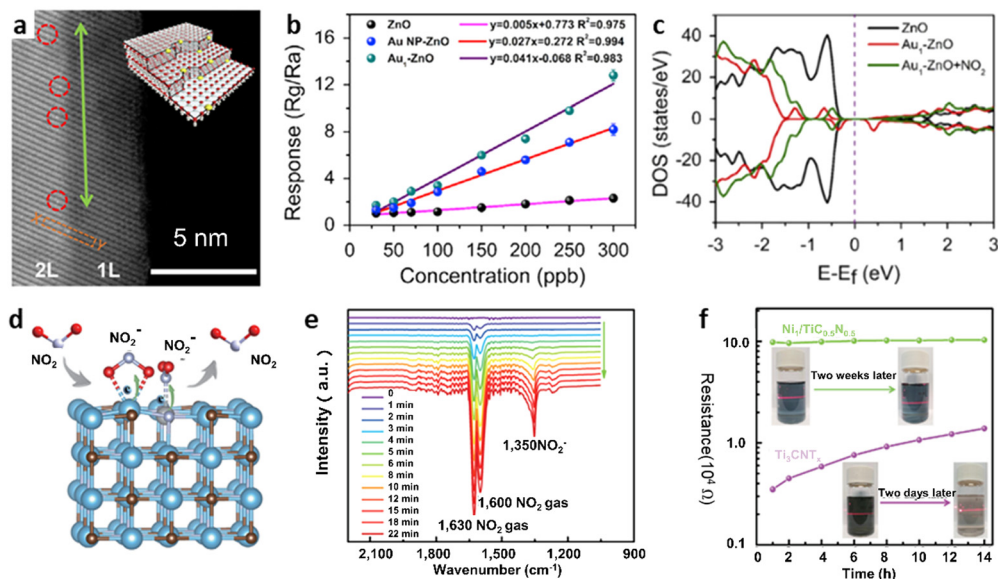 a
2L
1L
5 nm
b
Response (Rg/Ra)
16
12
8
4
0
ZnO
y=0.005x+0.773 R²=0.975
Au NP-ZnO
y=0.027x=0.272 R²=0.994
Au₁-ZnO
y=0.041x-0.068 R²=0.983
0 50 100 150 200 250 300
Concentration (ppb)
c
DOS (states/eV)
40
20
0
20
40
ZnO
Au₁-ZnO
Au₁-ZnO+NO₂
-3 -2 -1 0 1 2 3
E-E_f (eV)
d
NO₂
NO₂⁻
NO₂⁻
NO₂
e
Intensity ( a.u.)
0
1 min
2 min
3 min
4 min
5 min
6 min
8 min
10 min
12 min
15 min
18 min
22 min
1,350NO₂⁻
1,600 NO₂ gas
1,630 NO₂ gas
2,100 1,800 1,500 1,200 900
Wavenumber (cm⁻¹)
f
Resistance(10⁴ Ω)
10.0
1.0
0.1
Ni₁/TiC₀.₅N₀.₅
Two weeks later
Ti₃CNTₓ
Two days later
0 2 4 6 8 10 12 14
Time (h)